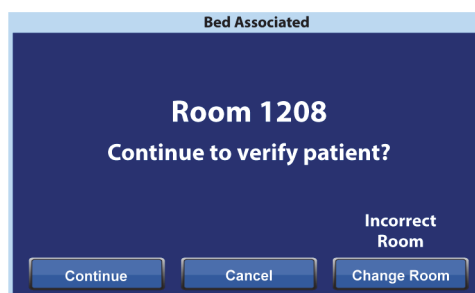 Bed Associated
Room 1208
Continue to verify patient?
Incorrect
Room
Continue
Cancel
Change Room